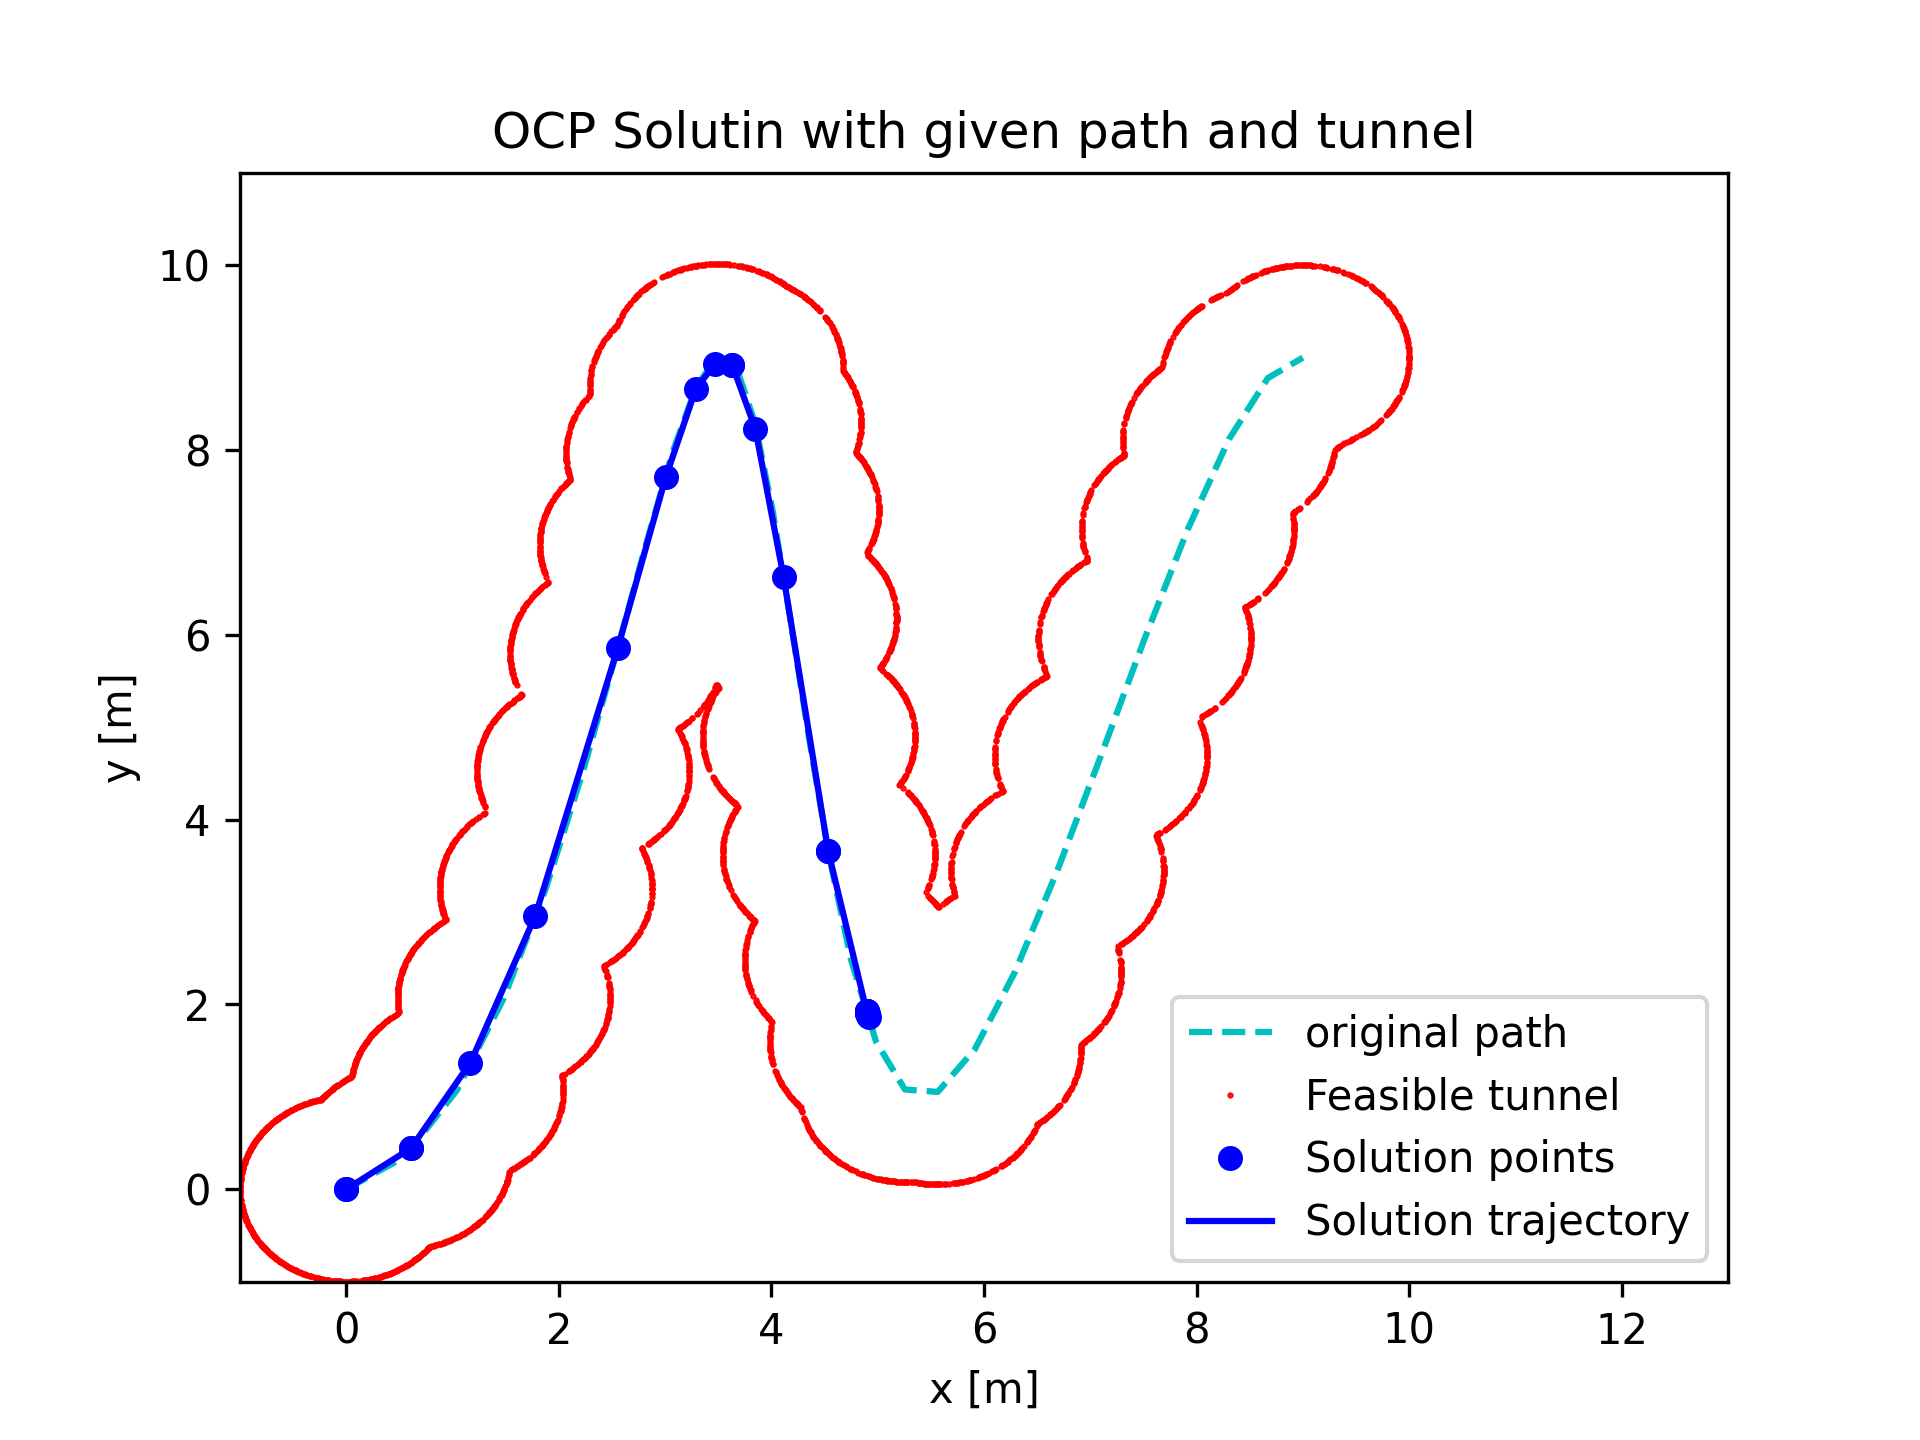 OCP Solutin with given path and tunnel
10
8
6
4
2
0
y [m]
0 2 4 6 8 10 12
x [m]
original path
Feasible tunnel
Solution points
Solution trajectory